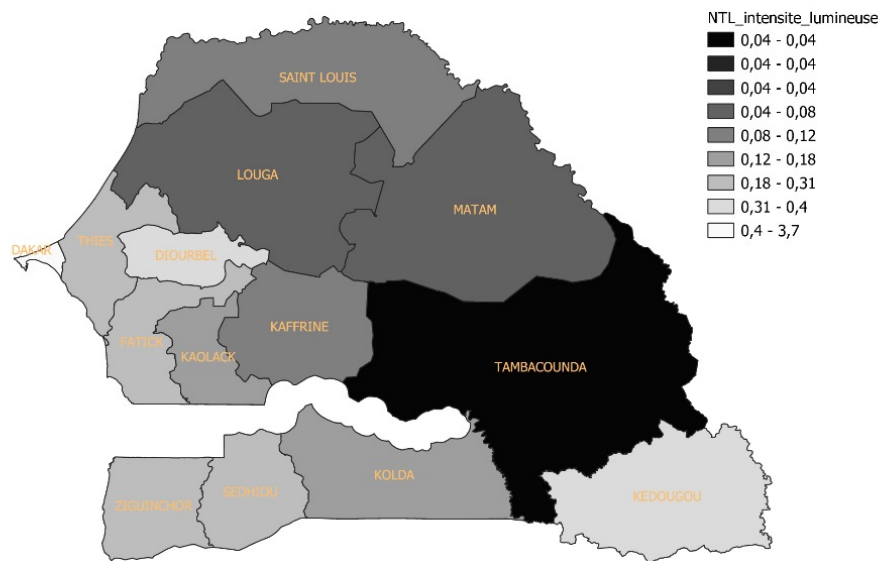 NTL_intensite_lumineuse
0,04 - 0,04
0,04 - 0,04
0,04 - 0,04
0,04 - 0,08
0,08 - 0,12
0,12 - 0,18
0,18 - 0,31
0,31 - 0,4
0,4 - 3,7
SAINT LOUIS
LOUGA
MATAM
DAKAR
THIES
DIOURBEL
KAFFRINE
FATICK
KAOLACK
TAMBACOUNDA
KOLDA
ZIGUINCHOR
SEDHIOU
KEDOUGOU